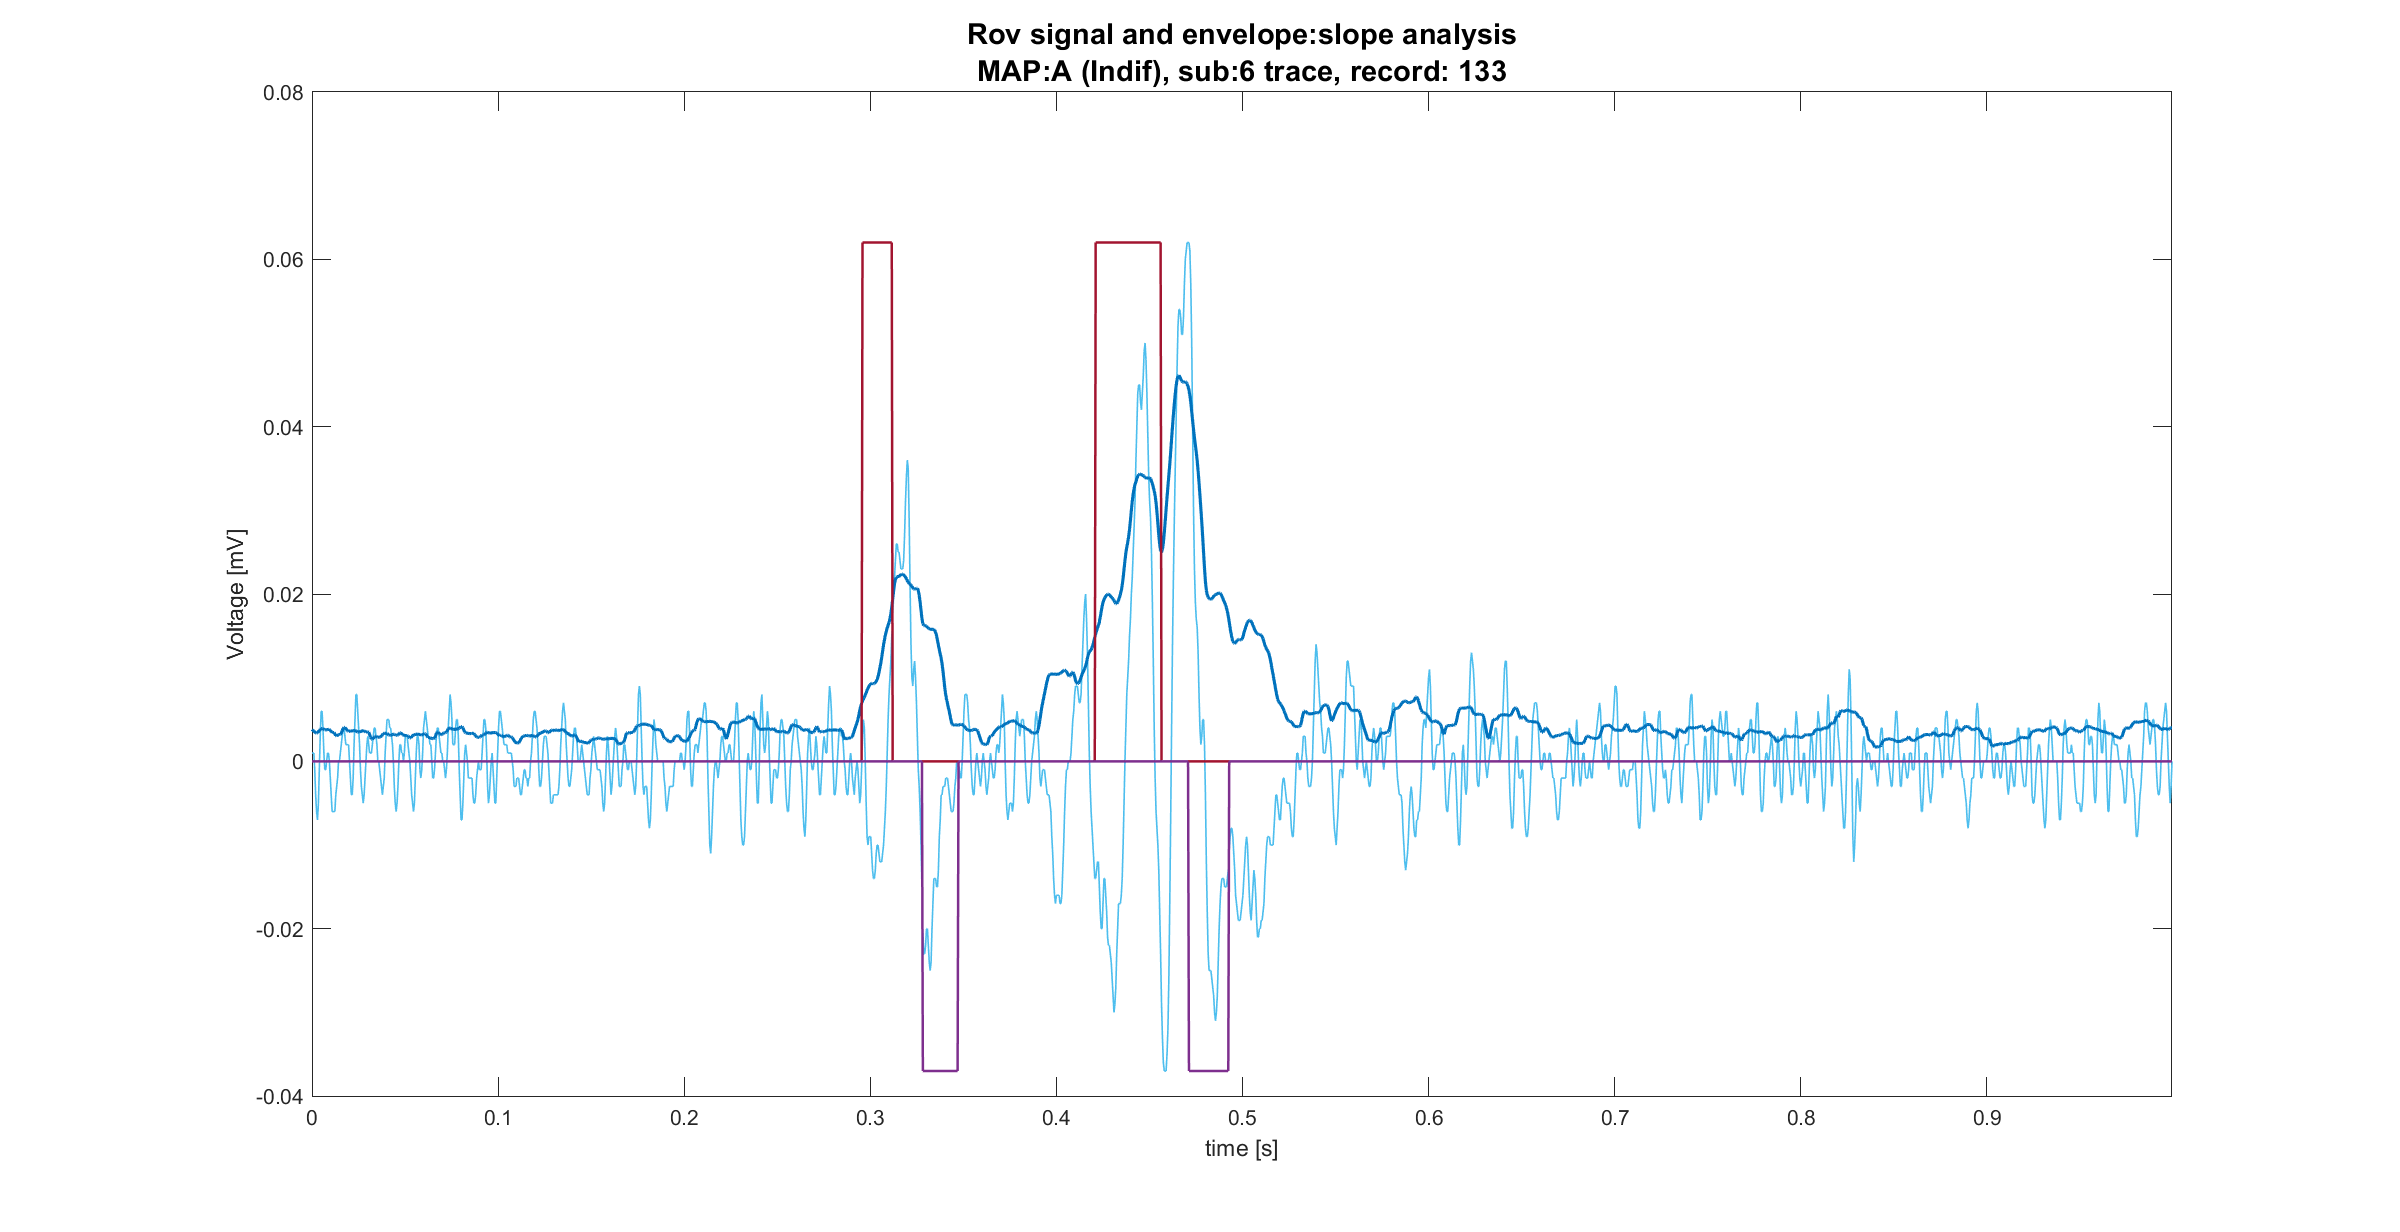 Rov signal and envelope:slope analysis
MAP:A (Indif), sub:6 trace, record: 133
0.08
0.06
0.04
0.02
0
-0.02
-0.04
Voltage [mV]
0 0.1 0.2 0.3 0.4 0.5 0.6 0.7 0.8 0.9
time [s]